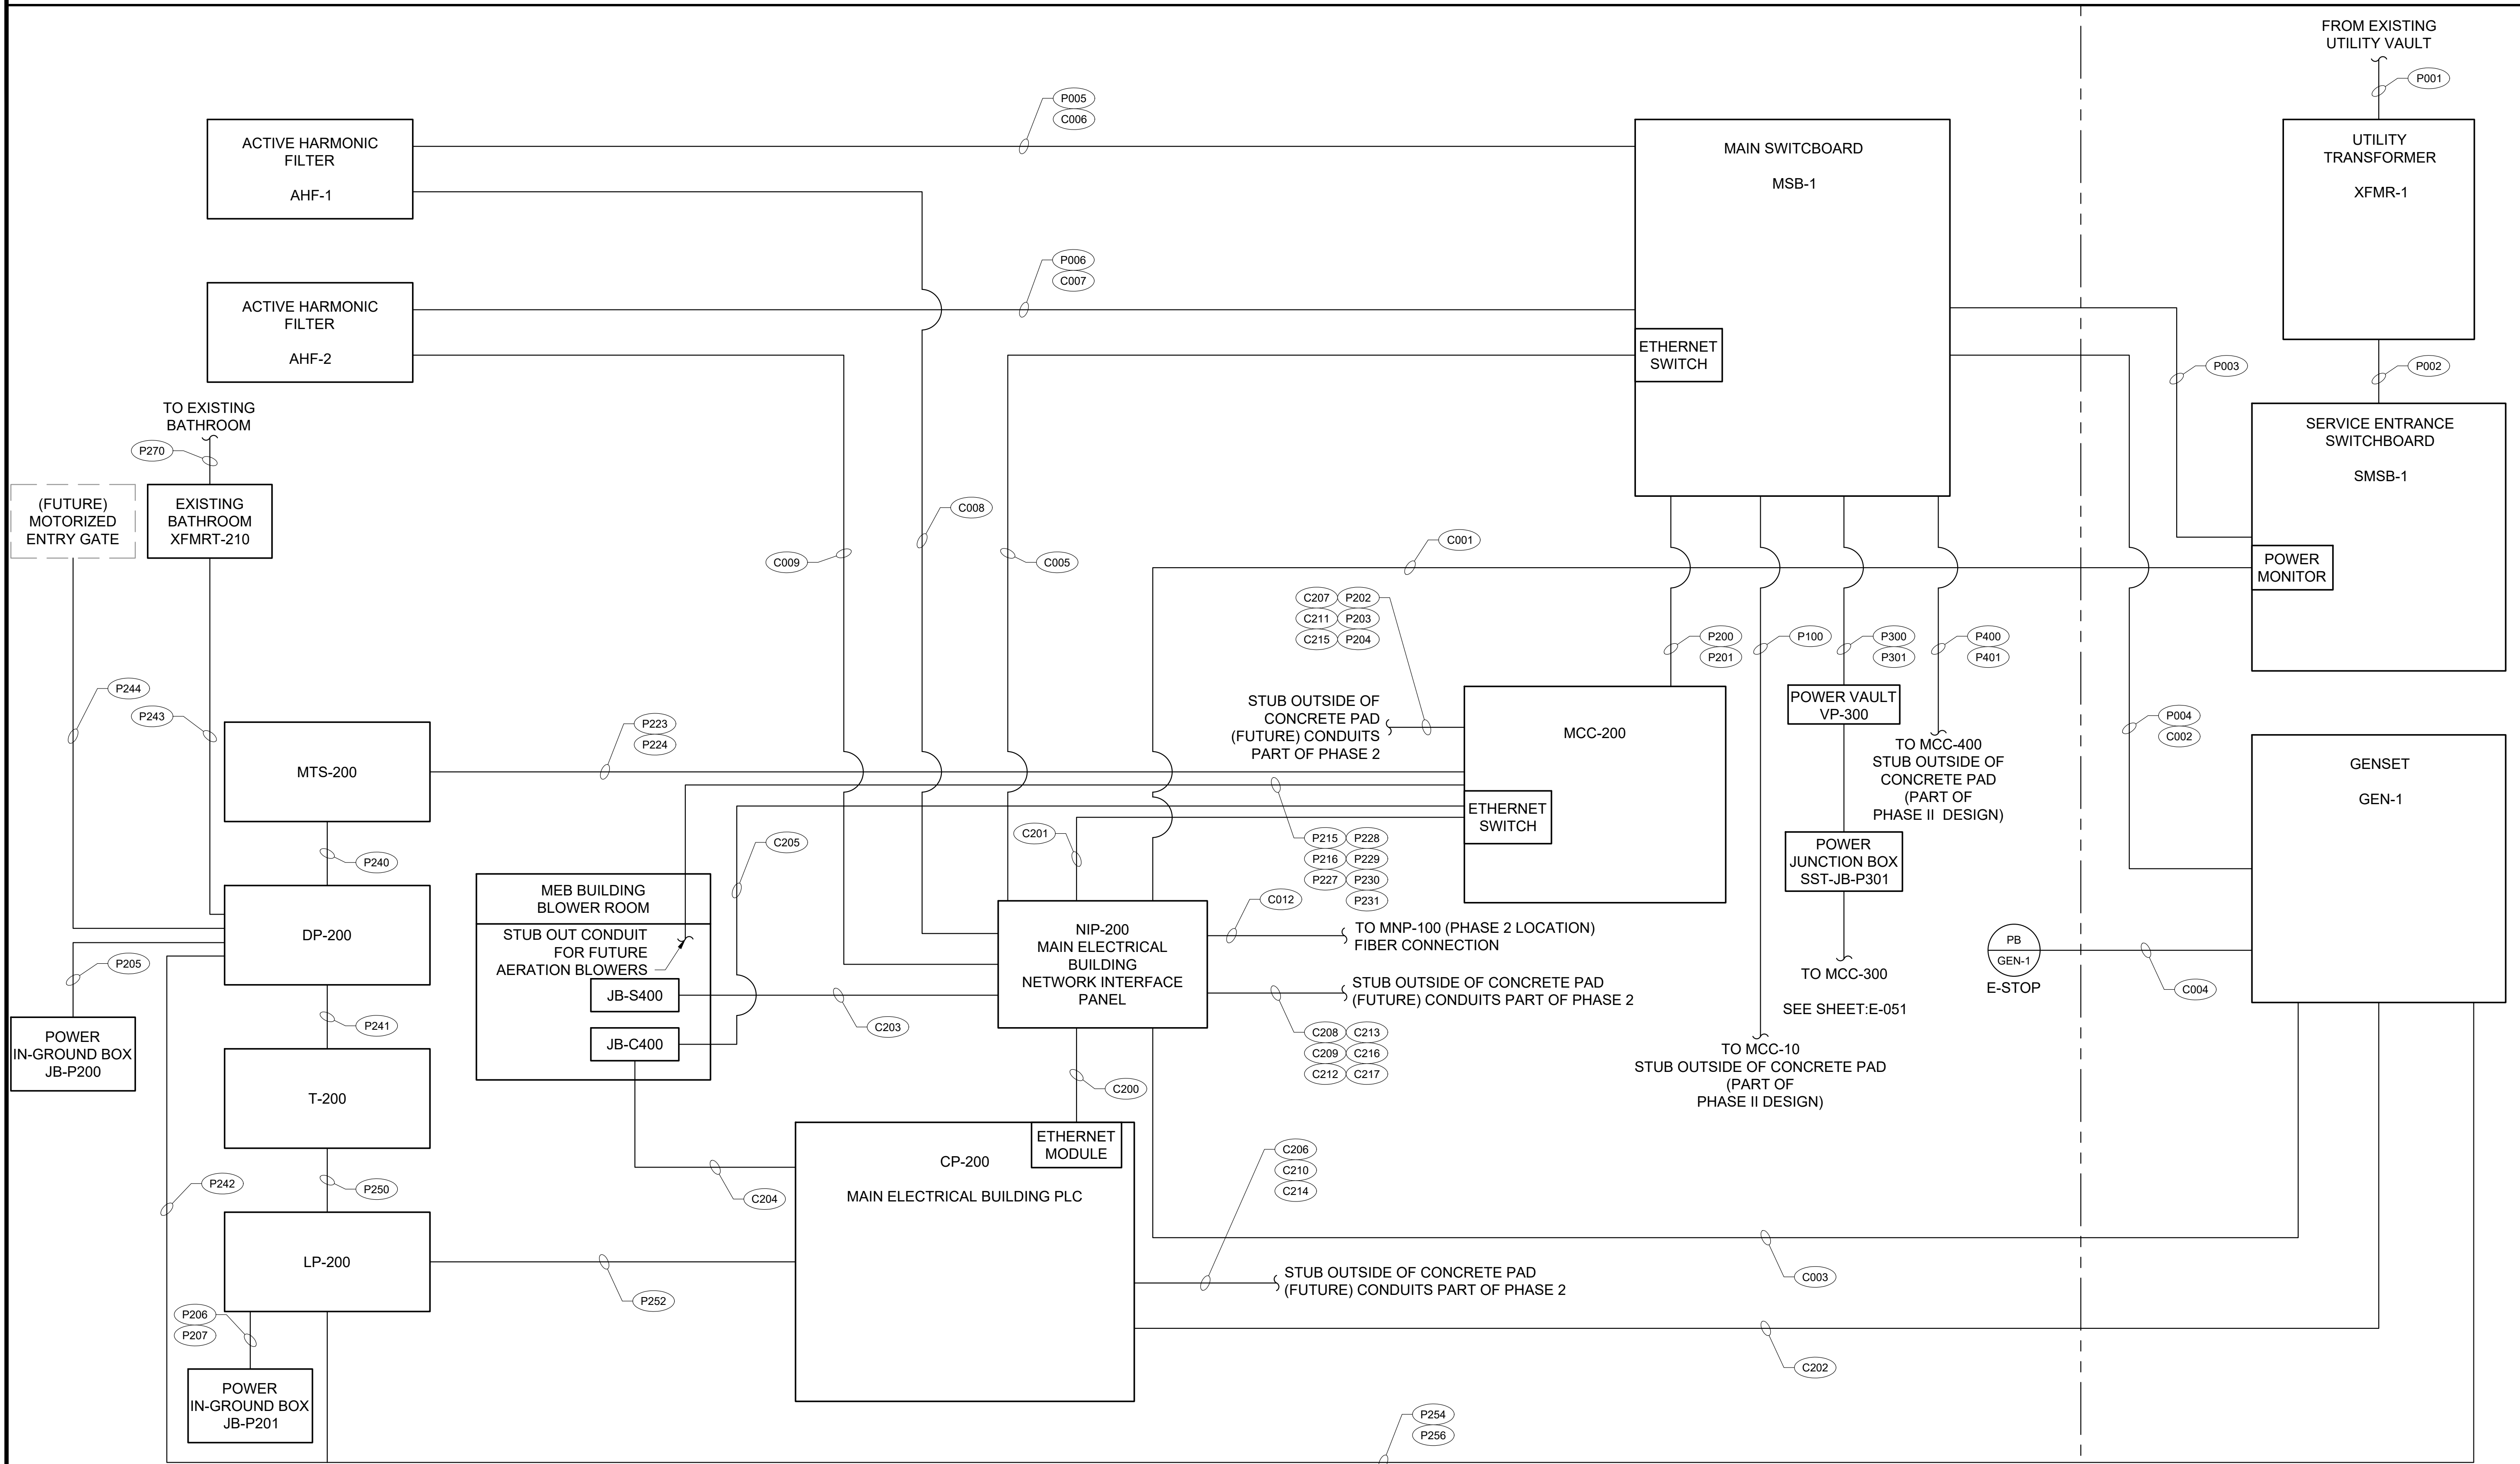 FROM EXISTING
UTILITY VAULT
P001
P005
C006
ACTIVE HARMONIC
FILTER
AHF-1
MAIN SWITCBOARD
MSB-1
UTILITY
TRANSFORMER
XFMR-1
P006
C007
ACTIVE HARMONIC
FILTER
AHF-2
ETHERNET
SWITCH
P003
P002
TO EXISTING
BATHROOM
P270
SERVICE ENTRANCE
SWITCHBOARD
SMSB-1
(FUTURE)
MOTORIZED
ENTRY GATE
EXISTING
BATHROOM
XFMRT-210
C008
C009
C005
C001
POWER
MONITOR
C207 P202
C211 P203
C215 P204
P200
P201
P100
P300
P301
P400
P401
P244
P243
P223
P224
STUB OUTSIDE OF
CONCRETE PAD
(FUTURE) CONDUITS
PART OF PHASE 2
MCC-200
POWER VAULT
VP-300
P004
C002
TO MCC-400
STUB OUTSIDE OF
CONCRETE PAD
(PART OF
PHASE II DESIGN)
GENSET
GEN-1
MTS-200
ETHERNET
SWITCH
C201
C205
P215 P228
P216 P229
P227 P230
P231
POWER
JUNCTION BOX
SST-JB-P301
P240
MEB BUILDING
BLOWER ROOM
C012
DP-200
STUB OUT CONDUIT
FOR FUTURE
AERATION BLOWERS
NIP-200
MAIN ELECTRICAL
BUILDING
NETWORK INTERFACE
PANEL
TO MNP-100 (PHASE 2 LOCATION)
FIBER CONNECTION
PB
GEN-1
E-STOP
P205
TO MCC-300
SEE SHEET:E-051
JB-S400
STUB OUTSIDE OF CONCRETE PAD
(FUTURE) CONDUITS PART OF PHASE 2
C004
P241
C203
C208 C213
C209 C216
C212 C217
POWER
IN-GROUND BOX
JB-P200
JB-C400
TO MCC-10
STUB OUTSIDE OF CONCRETE PAD
(PART OF
PHASE II DESIGN)
T-200
C200
ETHERNET
MODULE
CP-200
MAIN ELECTRICAL BUILDING PLC
C206
C210
C214
P242
P250
C204
LP-200
STUB OUTSIDE OF CONCRETE PAD
(FUTURE) CONDUITS PART OF PHASE 2
C003
P252
P206
P207
C202
POWER
IN-GROUND BOX
JB-P201
P254
P256